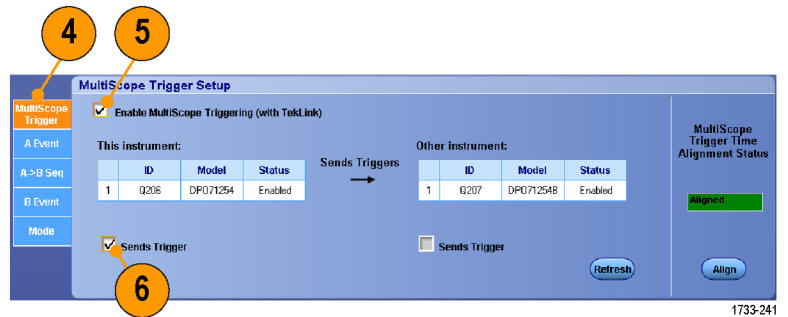 4
5
MultiScope Trigger Setup
MultiScope
Trigger
A Event
A->B Seq
B Event
Mode
Enable MultiScope Triggering (with TekLink)
This instrument:
ID Model Status
1 Q206 DPO71254 Enabled
Sends Triggers
Other instrument:
ID Model Status
1 Q207 DPO71254B Enabled
Sends Trigger
Sends Trigger
Refresh
MultiScope
Trigger Time
Alignment Status
Aligned
Align
6
1733-241